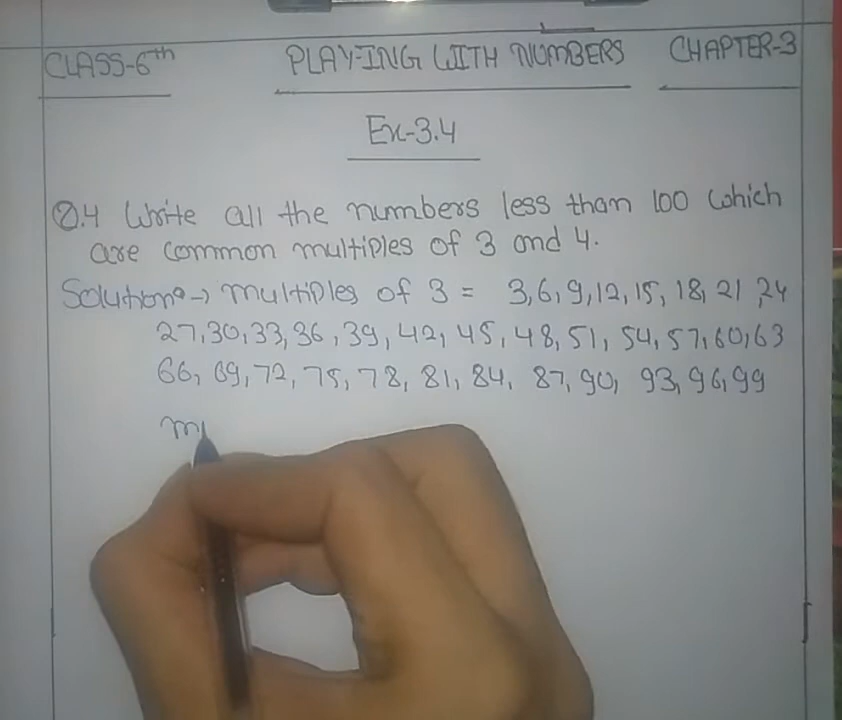 CLASS-6th PLAYING WITH NUMBERS CHAPTER-3
Ex-3.4
Q.4 Write all the numbers less than 100 which
are common multiples of 3 and 4.
Solution:-> multiples of 3 = 3,6,9,12,15,18,21,24
27,30,33,36,39,42,45,48,51,54,57,60,63
66,69,72,75,78,81,84,87,90,93,96,99
m